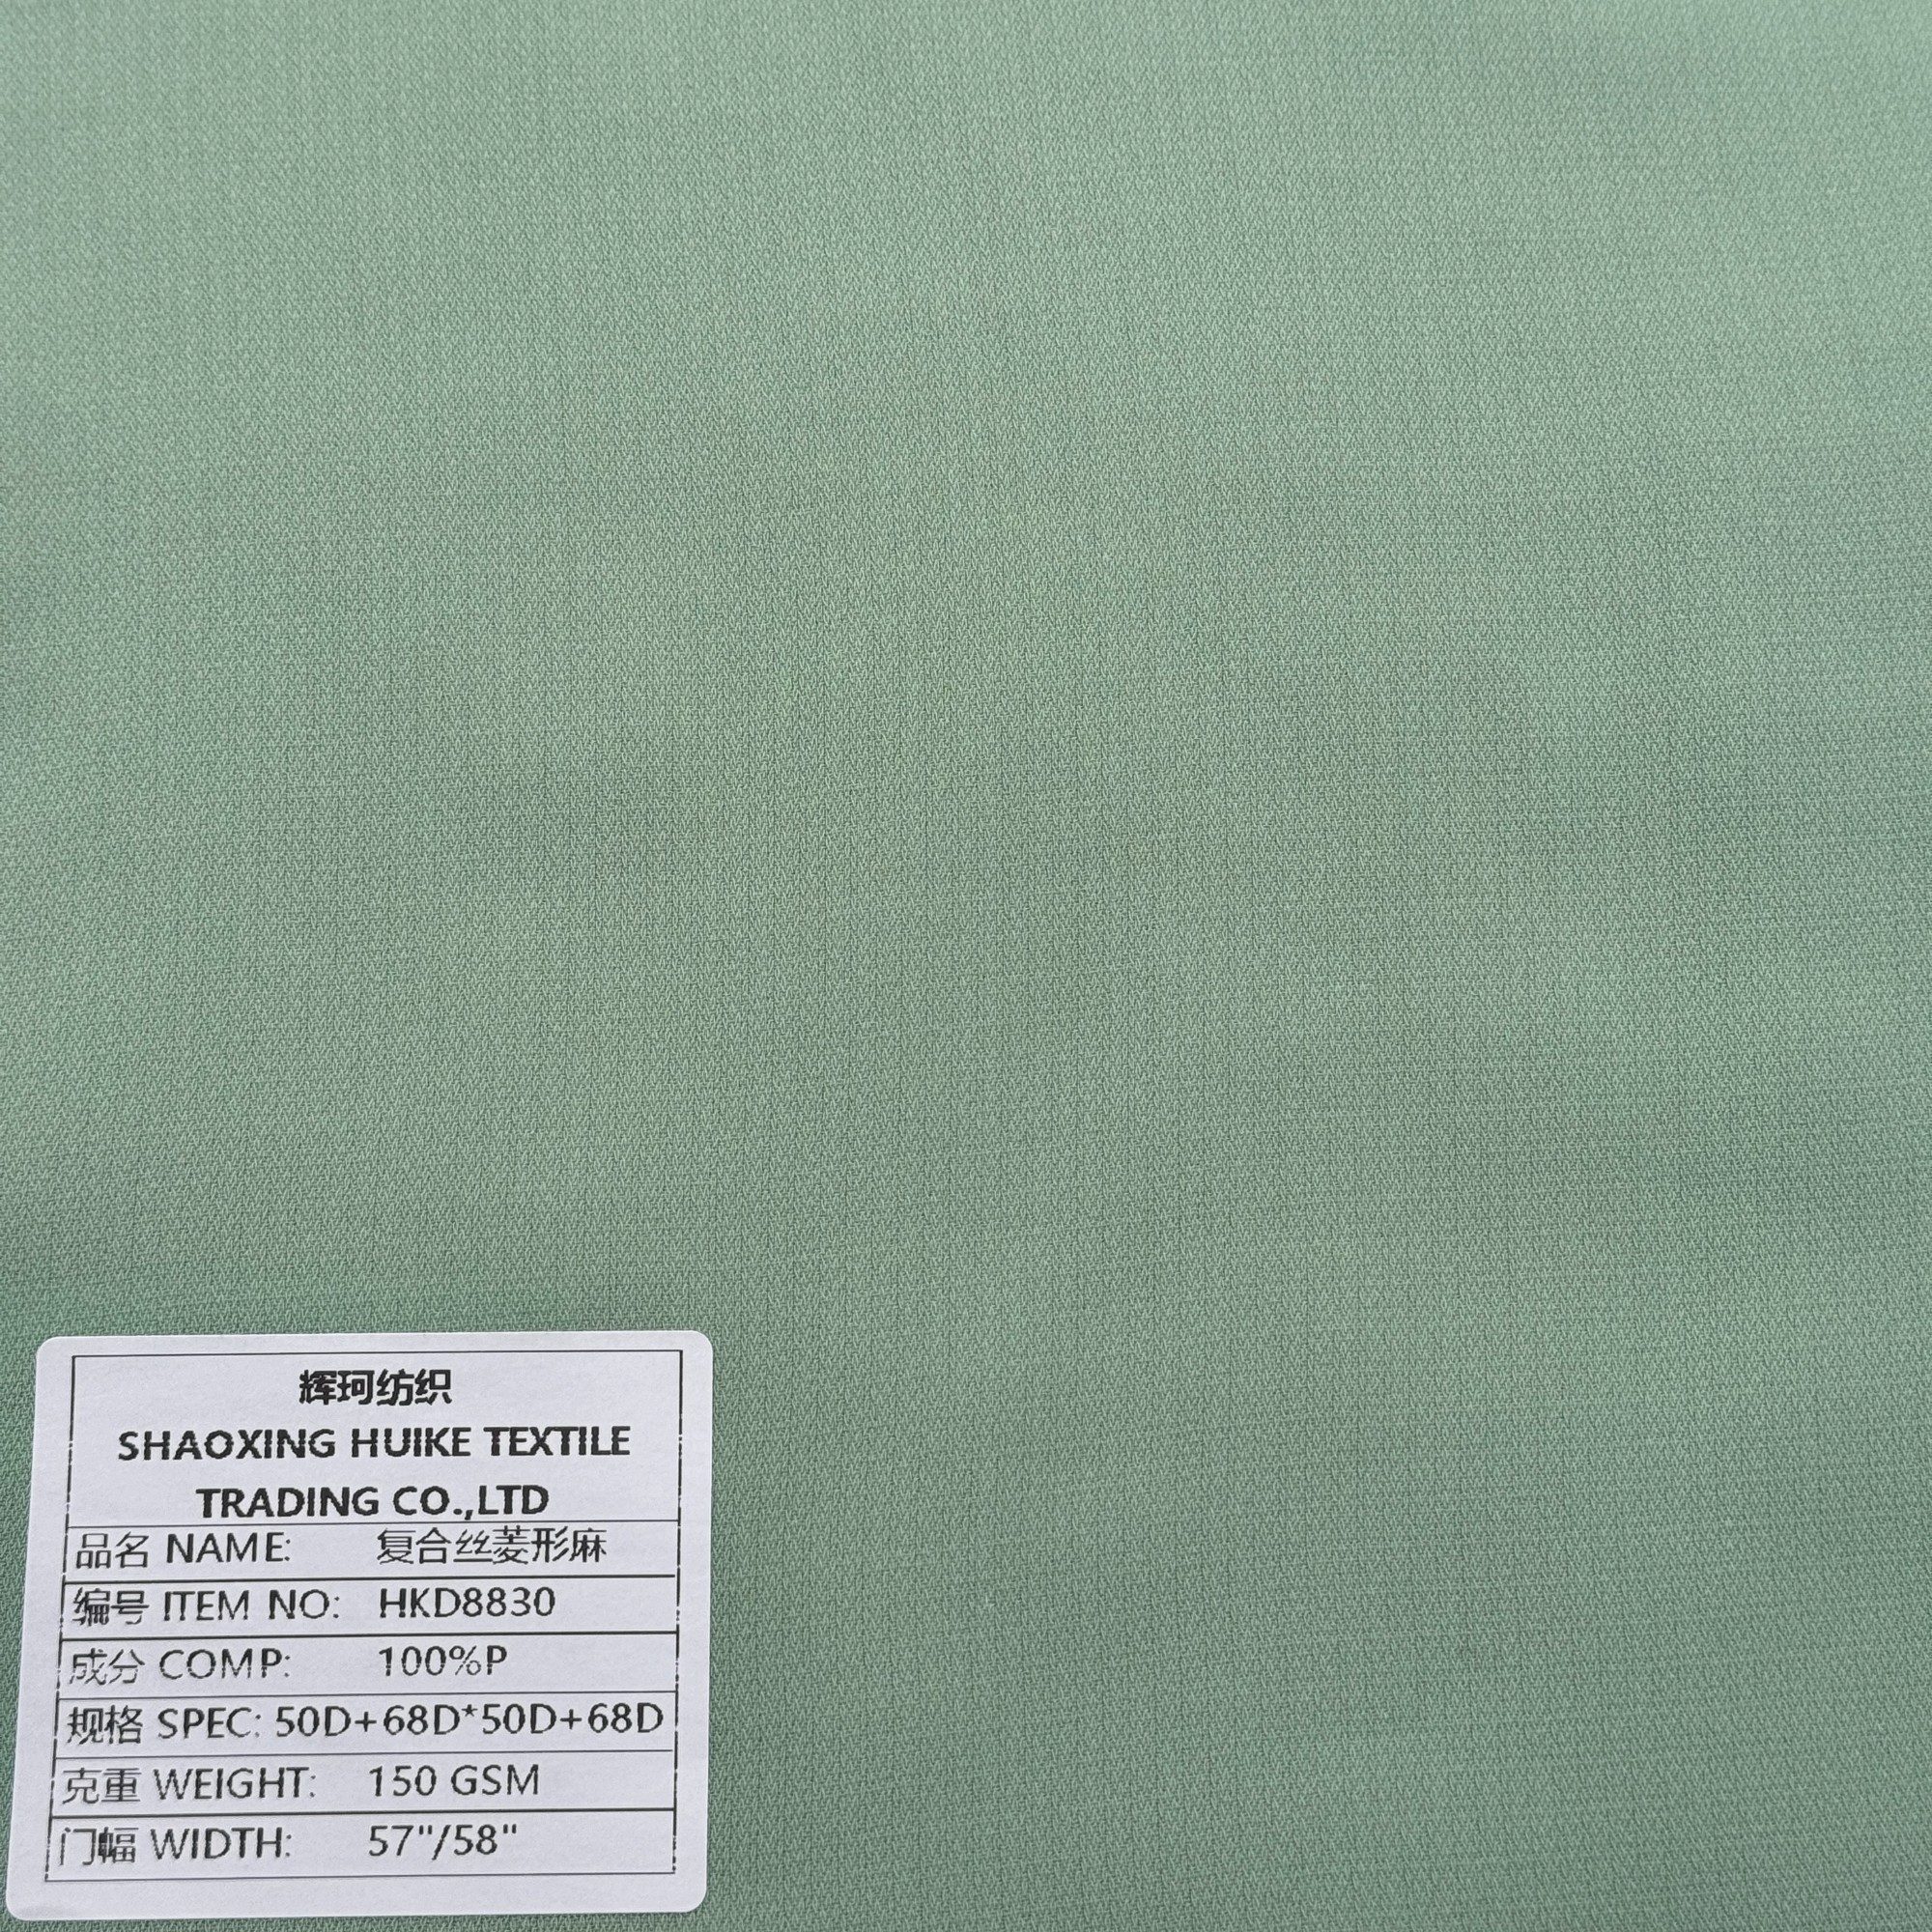 辉珂纺织
SHAOXING HUIKE TEXTILE
TRADING CO.,LTD
品名 NAME: 复合丝菱形麻
编号 ITEM NO: HKD8830
成分 COMP: 100%P
规格 SPEC: 50D+68D*50D+68D
克重 WEIGHT: 150 GSM
门幅 WIDTH: 57"/58"